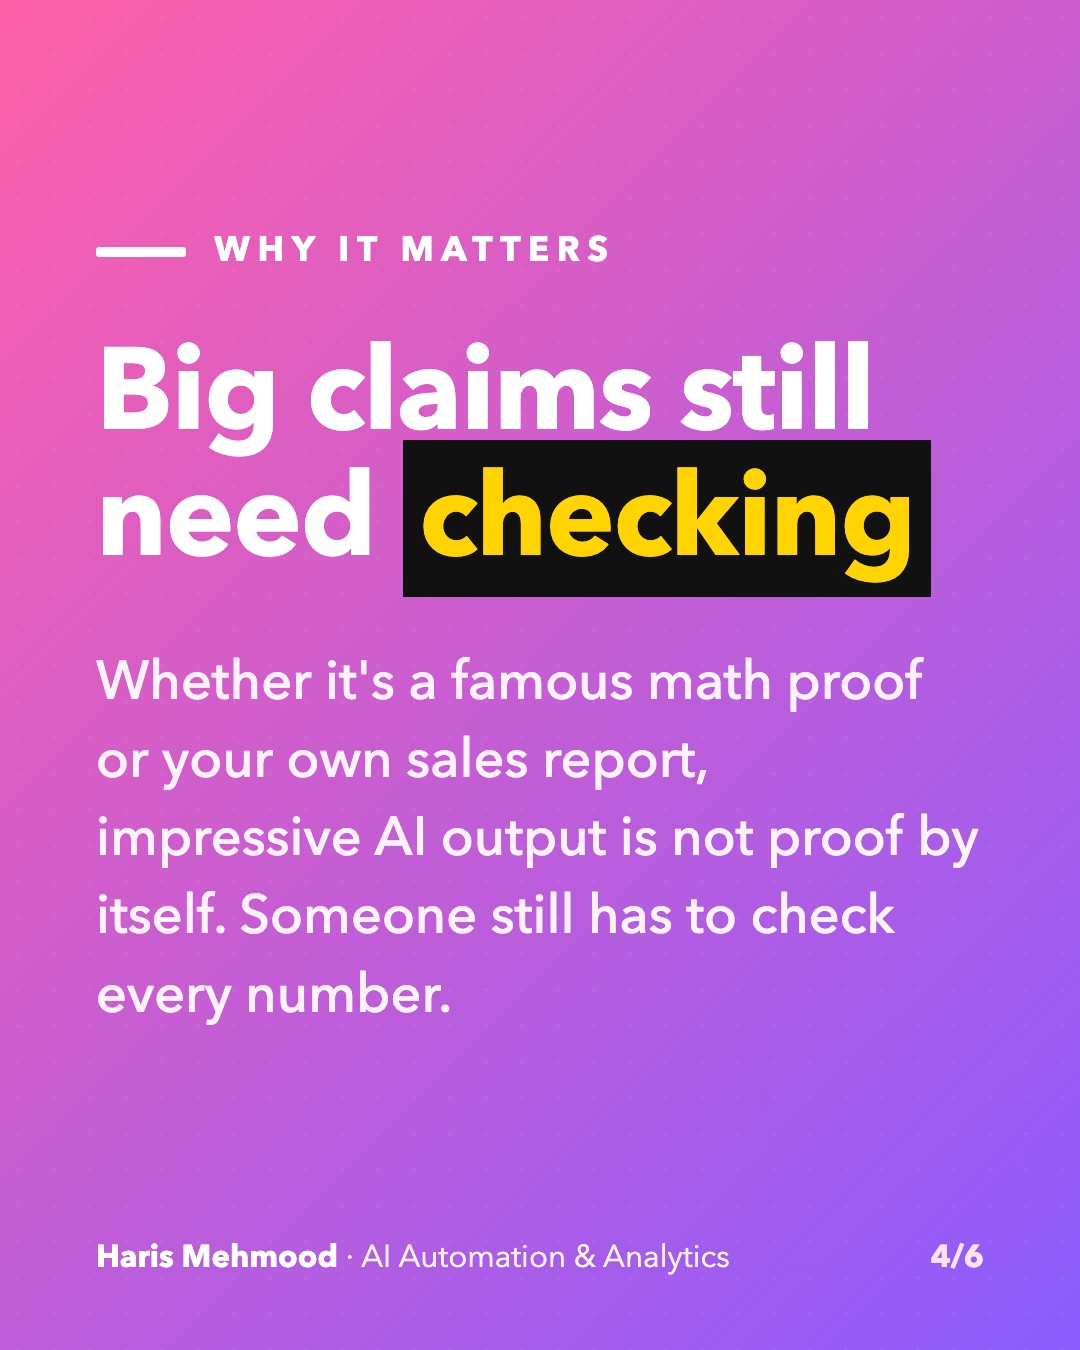 WHY IT MATTERS
Big claims still
need checking
Whether it's a famous math proof
or your own sales report,
impressive AI output is not proof by
itself. Someone still has to check
every number.
Haris Mehmood · AI Automation & Analytics
4/6